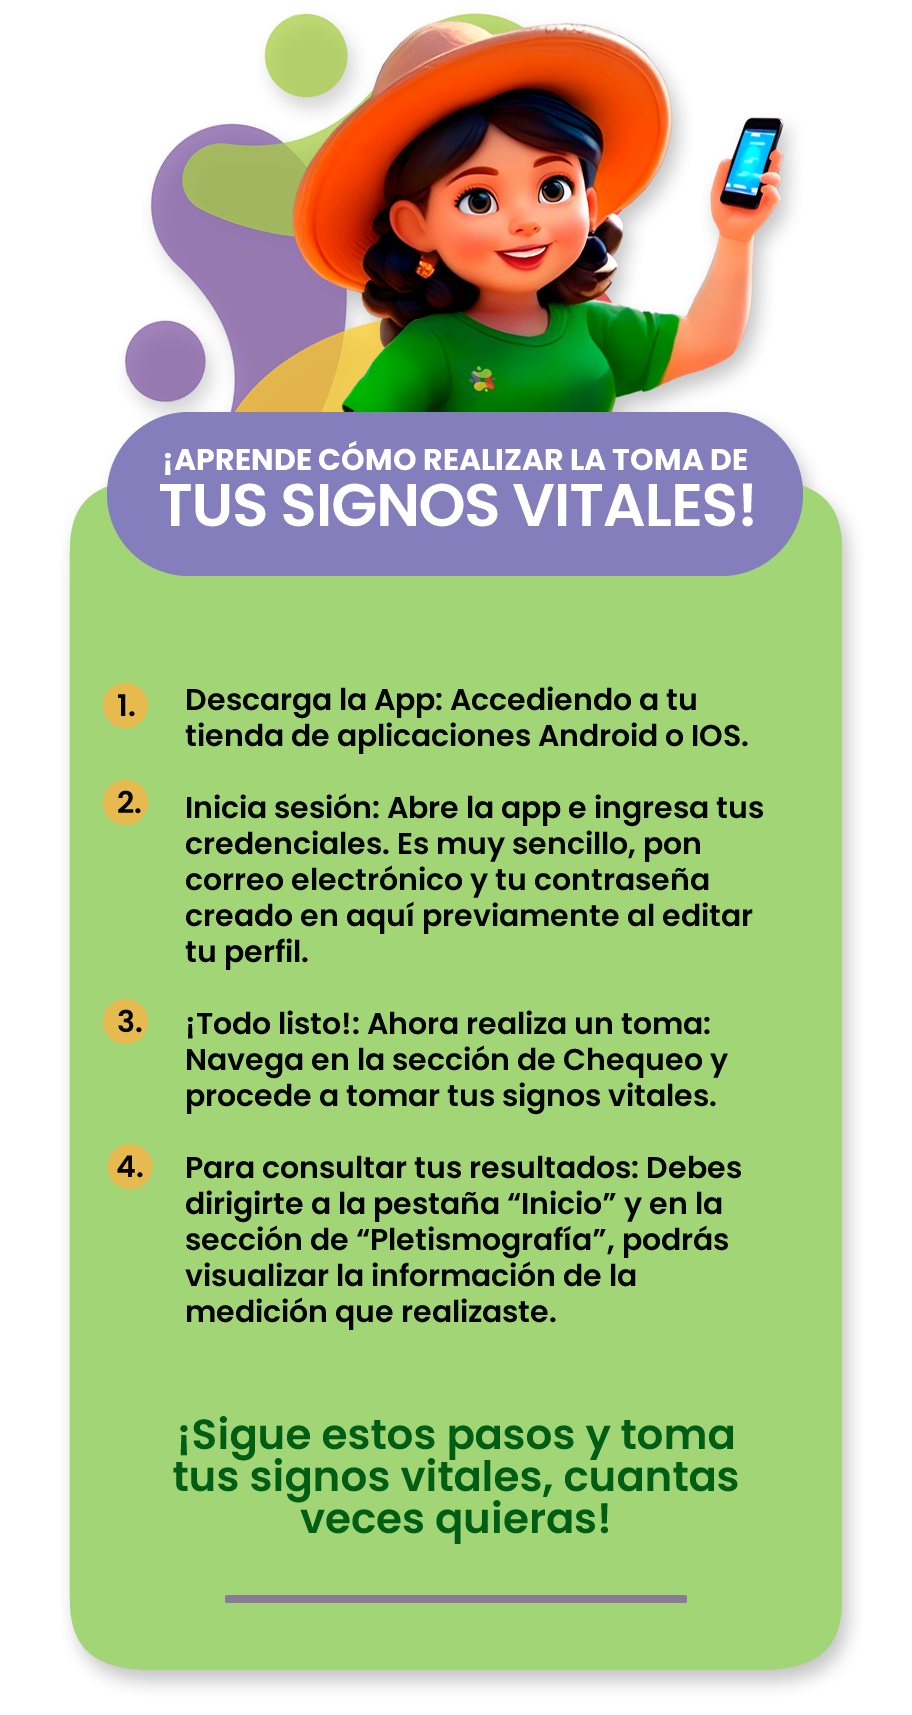 ¡APRENDE CÓMO REALIZAR LA TOMA DE
TUS SIGNOS VITALES!
1. Descarga la App: Accediendo a tu
tienda de aplicaciones Android o IOS.
2. Inicia sesión: Abre la app e ingresa tus
credenciales. Es muy sencillo, pon
correo electrónico y tu contraseña
creado en aquí previamente al editar
tu perfil.
3. ¡Todo listo!: Ahora realiza un toma:
Navega en la sección de Chequeo y
procede a tomar tus signos vitales.
4. Para consultar tus resultados: Debes
dirigirte a la pestaña “Inicio” y en la
sección de “Pletismografía”, podrás
visualizar la información de la
medición que realizaste.
¡Sigue estos pasos y toma
tus signos vitales, cuantas
veces quieras!